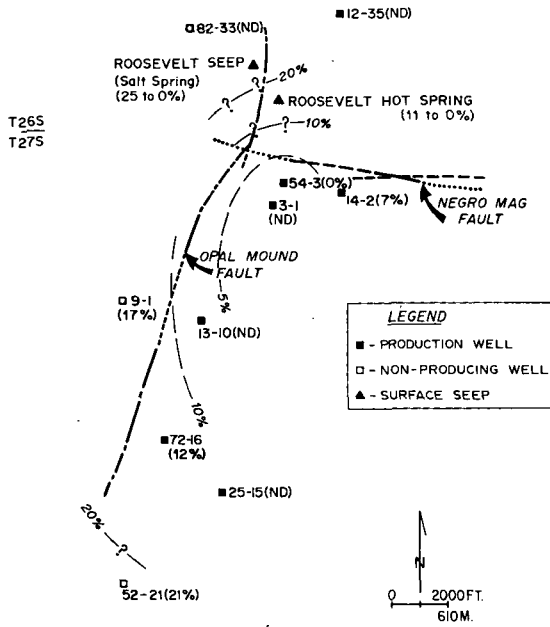 82-33(ND)
12-35(ND)
ROOSEVELT SEEP
(Salt Spring)
(25 to 0%)
?
20%
?
ROOSEVELT HOT SPRING
(11 to 0%)
T26S
T27S
?
?
10%
54-3(0%)
14-2(7%)
3-1
(ND)
NEGRO MAG
FAULT
OPAL MOUND
FAULT
5%
9-1
(17%)
13-10(ND)
LEGEND
- PRODUCTION WELL
- NON-PRODUCING WELL
- SURFACE SEEP
10%
72-16
(12%)
25-15(ND)
20%
?
52-21(21%)
N
0 2000FT.
610M.